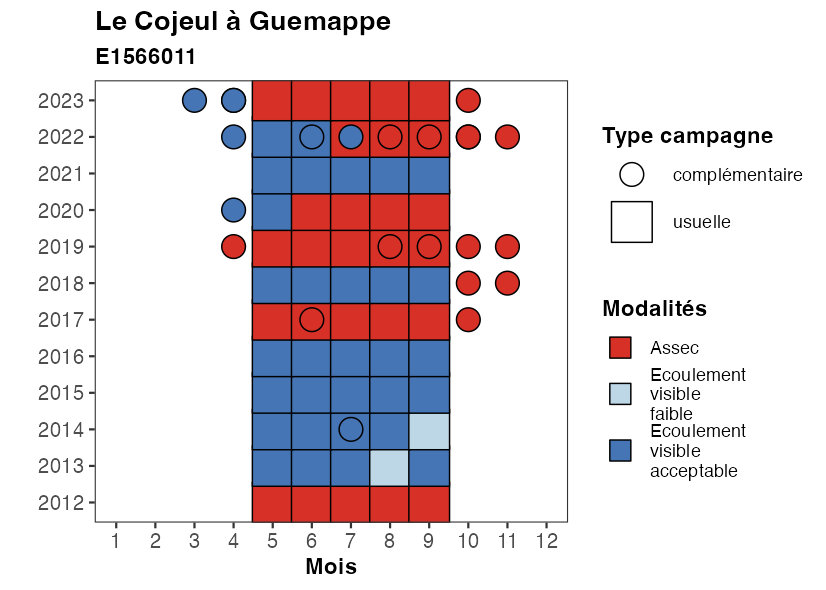 Le Cojeul à Guemappe
E1566011
2023
2022
2021
2020
2019
2018
2017
2016
2015
2014
2013
2012
1 2 3 4 5 6 7 8 9 10 11 12
Mois
Type campagne
complémentaire
usuelle
Modalités
Assec
Ecoulement
visible
faible
Ecoulement
visible
acceptable